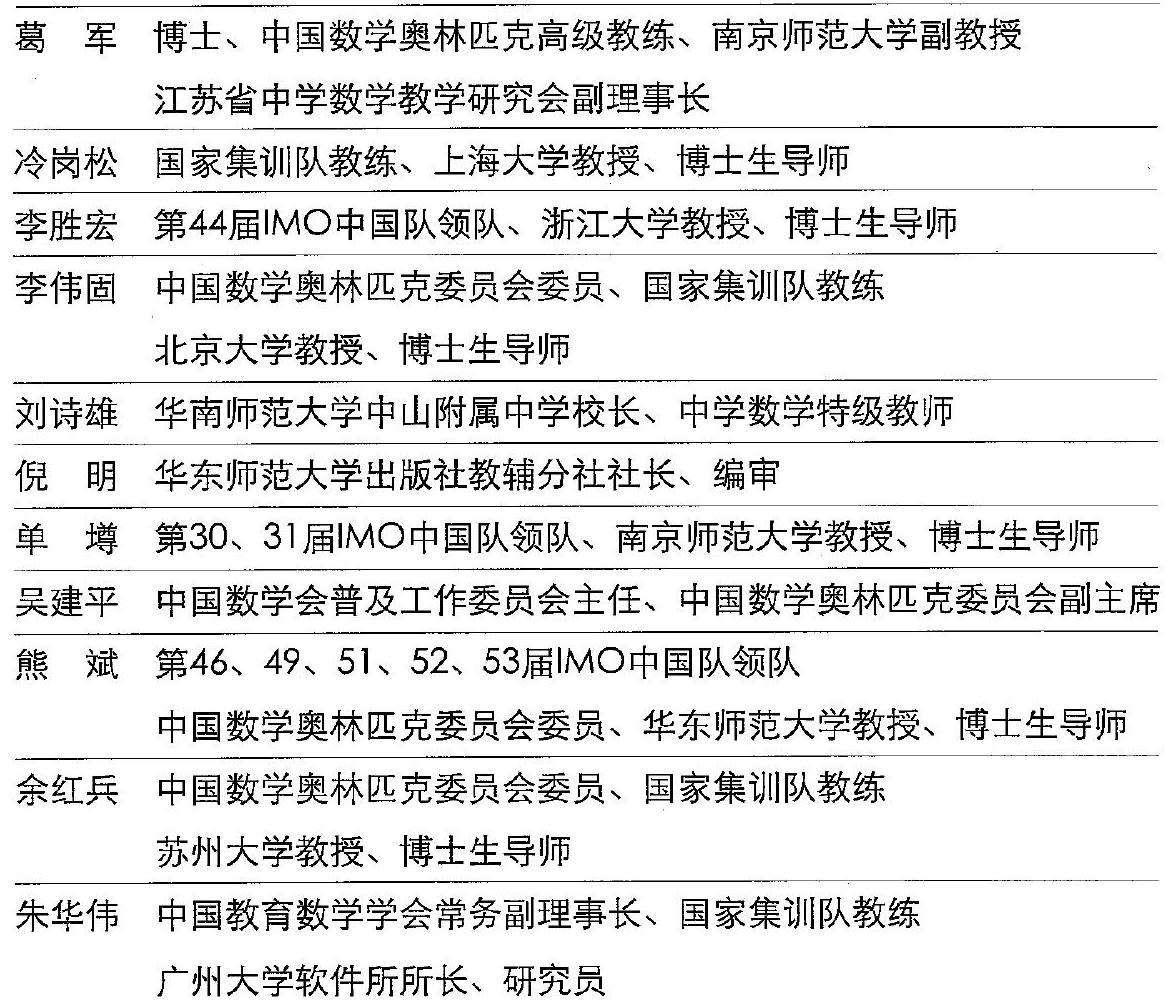 葛　军　博士、中国数学奥林匹克高级教练、南京师范大学副教授
江苏省中学数学教学研究会副理事长
冷岗松　国家集训队教练、上海大学教授、博士生导师
李胜宏　第44届IMO中国队领队、浙江大学教授、博士生导师
李伟固　中国数学奥林匹克委员会委员、国家集训队教练
北京大学教授、博士生导师
刘诗雄　华南师范大学中山附属中学校长、中学数学特级教师
倪　明　华东师范大学出版社教辅分社社长、编审
单　墫　第30、31届IMO中国队领队、南京师范大学教授、博士生导师
吴建平　中国数学会普及工作委员会主任、中国数学奥林匹克委员会副主席
熊　斌　第46、49、51、52、53届IMO中国队领队
中国数学奥林匹克委员会委员、华东师范大学教授、博士生导师
余红兵　中国数学奥林匹克委员会委员、国家集训队教练
苏州大学教授、博士生导师
朱华伟　中国教育数学学会常务副理事长、国家集训队教练
广州大学软件所所长、研究员